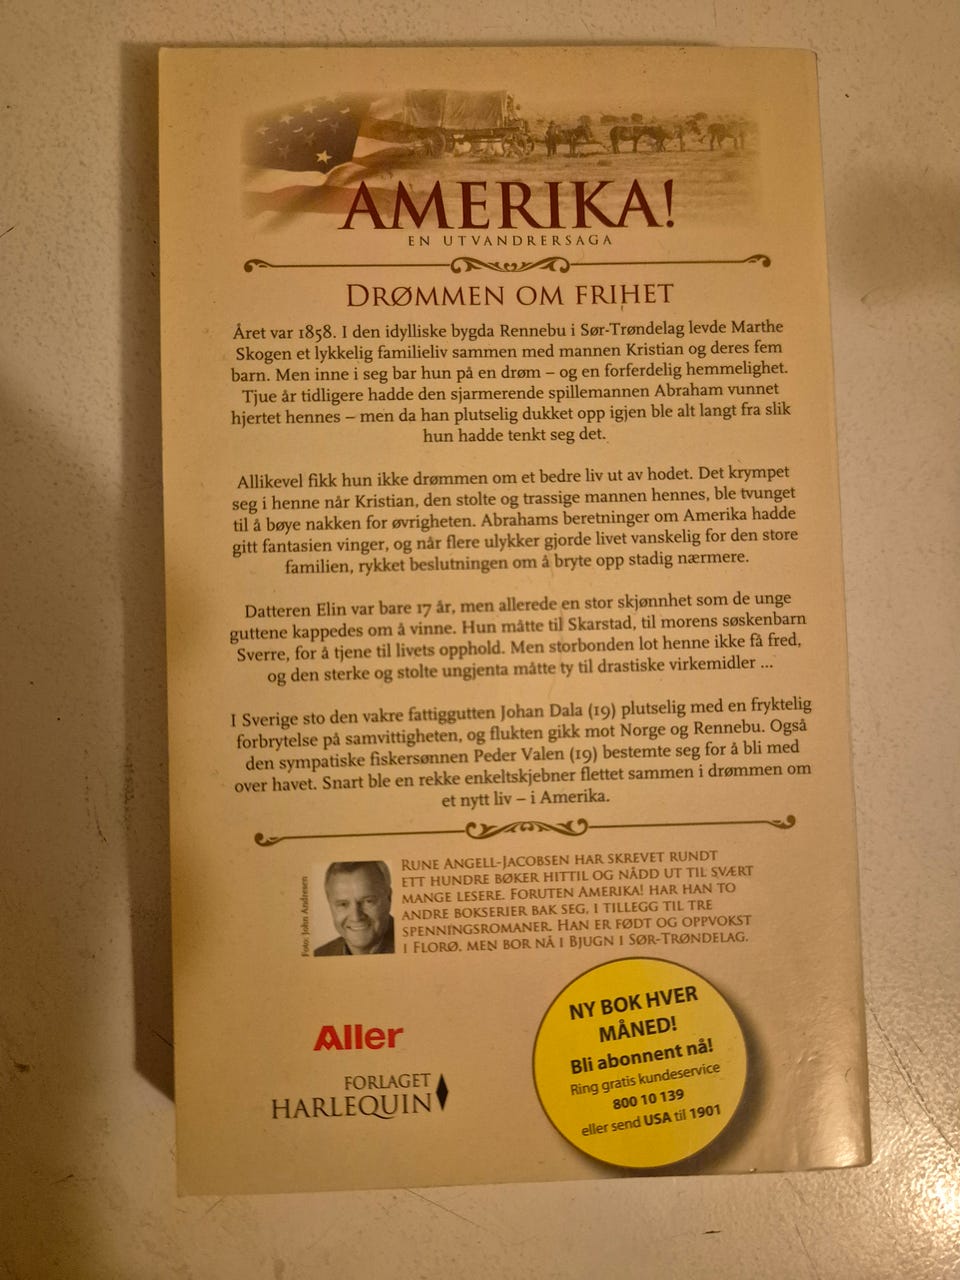 AMERIKA!
EN UTVANDRERSAGA
DRØMMEN OM FRIHET
Året var 1858. I den idylliske bygda Rennebu i Sør-Trøndelag levde Marthe
Skogen et lykkelig familieliv sammen med mannen Kristian og deres fem
barn. Men inne i seg bar hun på en drøm – og en forferdelig hemmelighet.
Tjue år tidligere hadde den sjarmerende spillemannen Abraham vunnet
hjertet hennes – men da han plutselig dukket opp igjen ble alt langt fra slik
hun hadde tenkt seg det.
Allikevel fikk hun ikke drømmen om et bedre liv ut av hodet. Det krympet
seg i henne når Kristian, den stolte og trassige mannen hennes, ble tvunget
til å bøye nakken for øvrigheten. Abrahams beretninger om Amerika hadde
gitt fantasien vinger, og når flere ulykker gjorde livet vanskelig for den store
familien, rykket beslutningen om å bryte opp stadig nærmere.
Datteren Elin var bare 17 år, men allerede en stor skjønnhet som de unge
guttene kappedes om å vinne. Hun måtte til Skarstad, til morens søskenbarn
Sverre, for å tjene til livets opphold. Men storbonden lot henne ikke få fred,
og den sterke og stolte ungjenta måtte ty til drastiske virkemidler ...
I Sverige sto den vakre fattiggutten Johan Dala (19) plutselig med en fryktelig
forbrytelse på samvittigheten, og flukten gikk mot Norge og Rennebu. Også
den sympatiske fiskersønnen Peder Valen (19) bestemte seg for å bli med
over havet. Snart ble en rekke enkeltskjebner flettet sammen i drømmen om
et nytt liv – i Amerika.
Foto: John Andresen
RUNE ANGELL-JACOBSEN HAR SKREVET RUNDT
ETT HUNDRE BØKER HITTIL OG NÅDD UT TIL SVÆRT
MANGE LESERE. FORUTEN AMERIKA! HAR HAN TO
ANDRE BOKSERIER BAK SEG, I TILLEGG TIL TRE
SPENNINGSROMANER. HAN ER FØDT OG OPPVOKST
I FLORØ, MEN BOR NÅ I BJUGN I SØR-TRØNDELAG.
Aller
FORLAGET
HARLEQUIN
NY BOK HVER
MÅNED!
Bli abonnent nå!
Ring gratis kundeservice
800 10 139
eller send USA til 1901